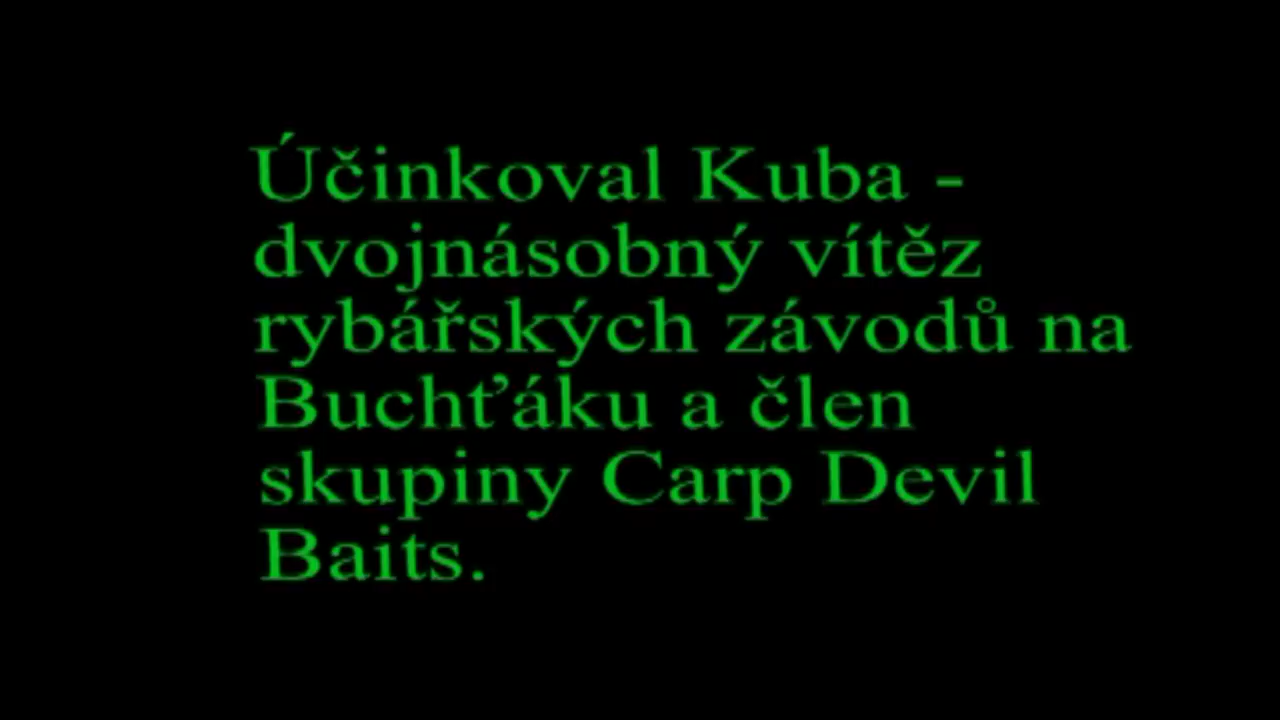 Účinkoval Kuba -
dvojnásobný vítěz
rybářských závodů na
Buchťáku a člen
skupiny Carp Devil
Baits.